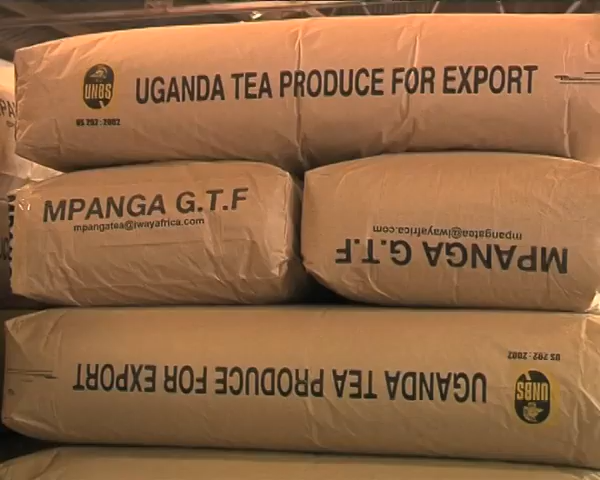 UNBS
UGANDA TEA PRODUCE FOR EXPORT
US 292 : 2002
MPANGA G.T.F
mpangatea@iwayafrica.com
MPANGA G.T.F
mpangatea@iwayafrica.com
UGANDA TEA PRODUCE FOR EXPORT
US 292 : 2002
UNBS